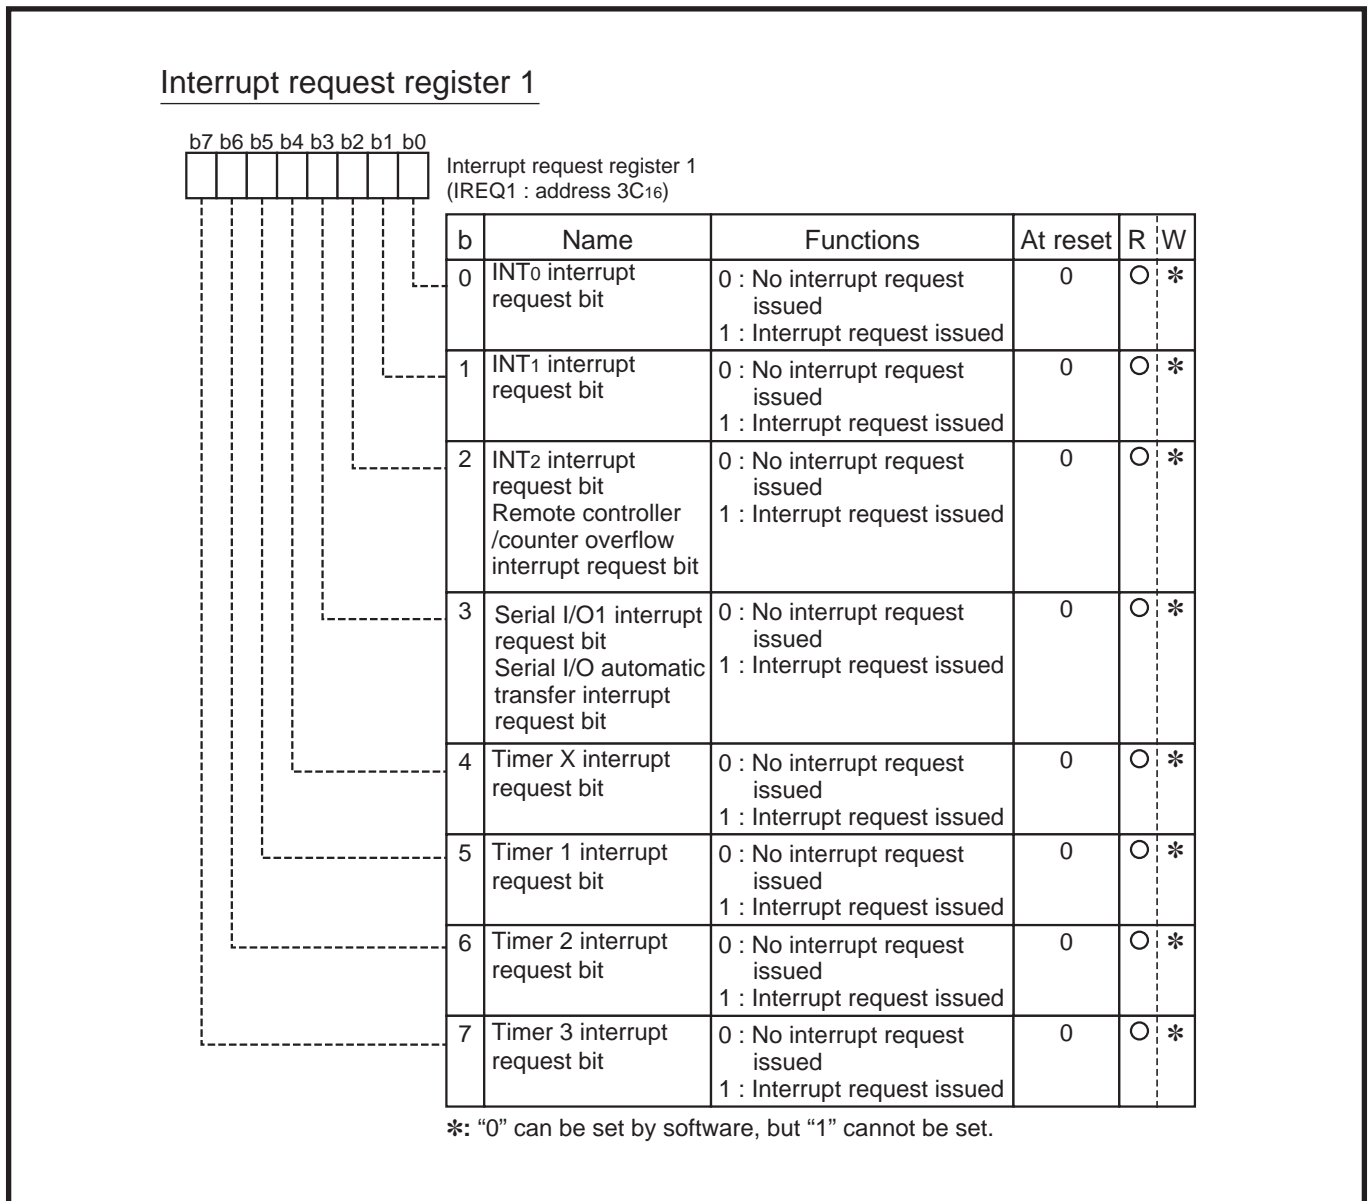 Interrupt request register 1
b7 b6 b5 b4 b3 b2 b1 b0
Interrupt request register 1
(IREQ1 : address 3C16)
b Name Functions At reset R W
0 INT0 interrupt request bit 0 : No interrupt request issued 1 : Interrupt request issued 0 ○ ✻
1 INT1 interrupt request bit 0 : No interrupt request issued 1 : Interrupt request issued 0 ○ ✻
2 INT2 interrupt request bit Remote controller /counter overflow interrupt request bit 0 : No interrupt request issued 1 : Interrupt request issued 0 ○ ✻
3 Serial I/O1 interrupt request bit Serial I/O automatic transfer interrupt request bit 0 : No interrupt request issued 1 : Interrupt request issued 0 ○ ✻
4 Timer X interrupt request bit 0 : No interrupt request issued 1 : Interrupt request issued 0 ○ ✻
5 Timer 1 interrupt request bit 0 : No interrupt request issued 1 : Interrupt request issued 0 ○ ✻
6 Timer 2 interrupt request bit 0 : No interrupt request issued 1 : Interrupt request issued 0 ○ ✻
7 Timer 3 interrupt request bit 0 : No interrupt request issued 1 : Interrupt request issued 0 ○ ✻
✻: “0” can be set by software, but “1” cannot be set.